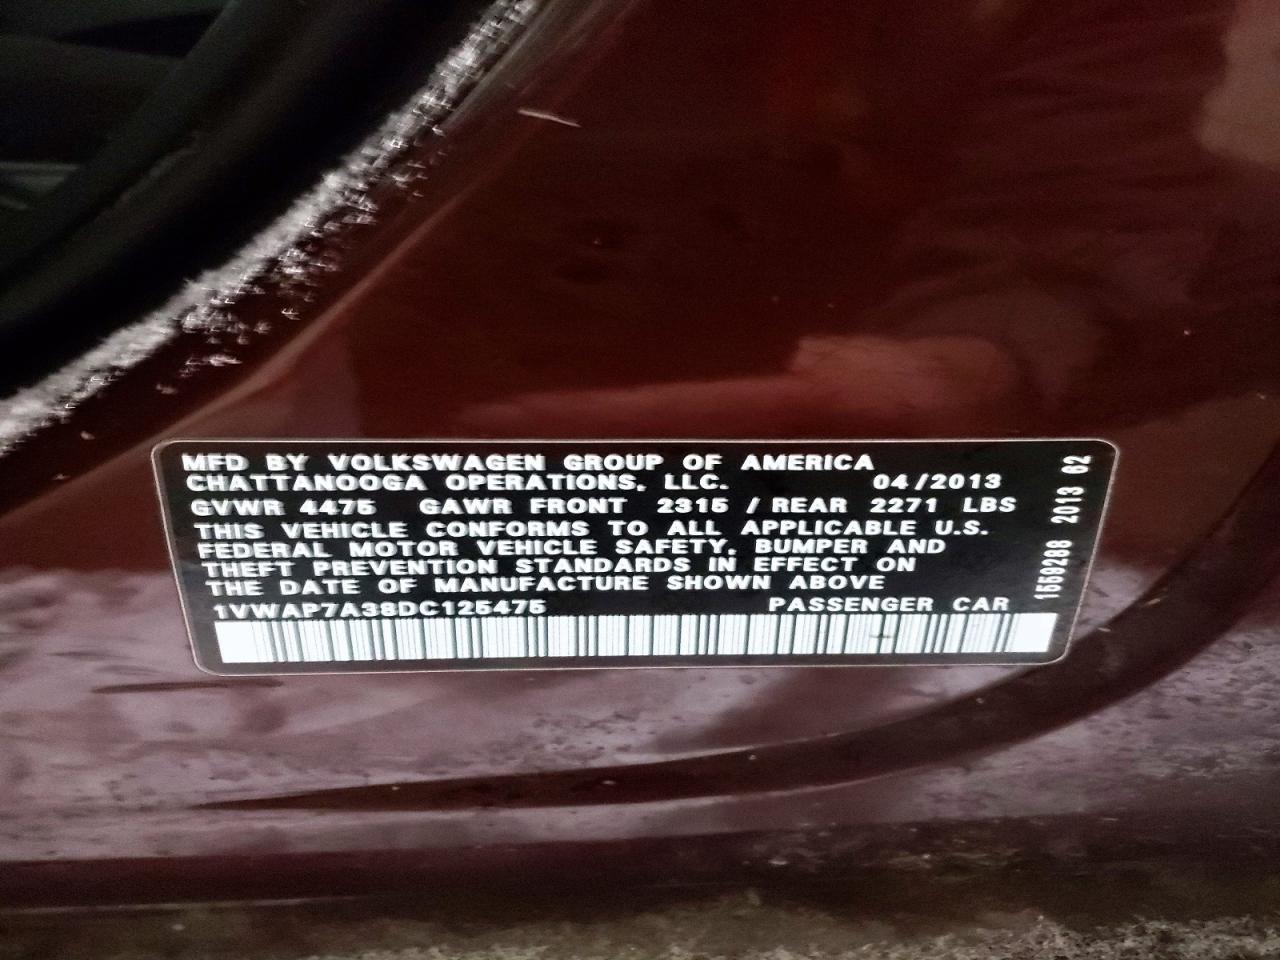 MFD BY VOLKSWAGEN GROUP OF AMERICA
CHATTANOOGA OPERATIONS, LLC. 04/2013
GVWR 4475 GAWR FRONT 2315 / REAR 2271 LBS
THIS VEHICLE CONFORMS TO ALL APPLICABLE U.S.
FEDERAL MOTOR VEHICLE SAFETY, BUMPER AND
THEFT PREVENTION STANDARDS IN EFFECT ON
THE DATE OF MANUFACTURE SHOWN ABOVE
1VWAP7A38DC125475 PASSENGER CAR
1559288 2013 62